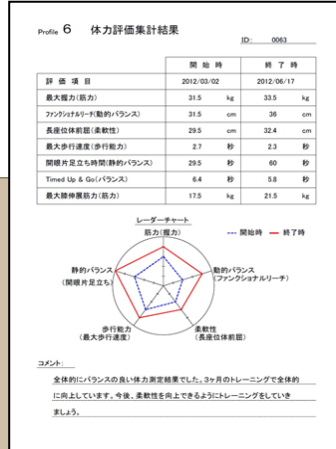 Profile 6 体力評価集計結果
ID: 0063
開始時 終了時
評価項目 2012/03/02 2012/06/17
最大握力(筋力) 31.5 kg 33.5 kg
ファンクショナルリーチ(動的バランス) 31.5 cm 36 cm
長座位体前屈(柔軟性) 29.5 cm 32.4 cm
最大歩行速度(歩行能力) 2.7 秒 2.3 秒
開眼片足立ち時間(静的バランス) 29.5 秒 60 秒
Timed Up & Go(バランス) 6.4 秒 5.8 秒
最大膝伸展筋力(筋力) 17.5 kg 21.5 kg
レーダーチャート
筋力(握力)
開始時 終了時
静的バランス
(開眼片足立ち)
動的バランス
(ファンクショナルリーチ)
歩行能力
(最大歩行速度)
柔軟性
(長座位体前屈)
コメント:
全体的にバランスの良い体力測定結果でした。3ヶ月のトレーニングで全体的
に向上しています。今後、柔軟性を向上できるようにトレーニングをしていき
ましょう。